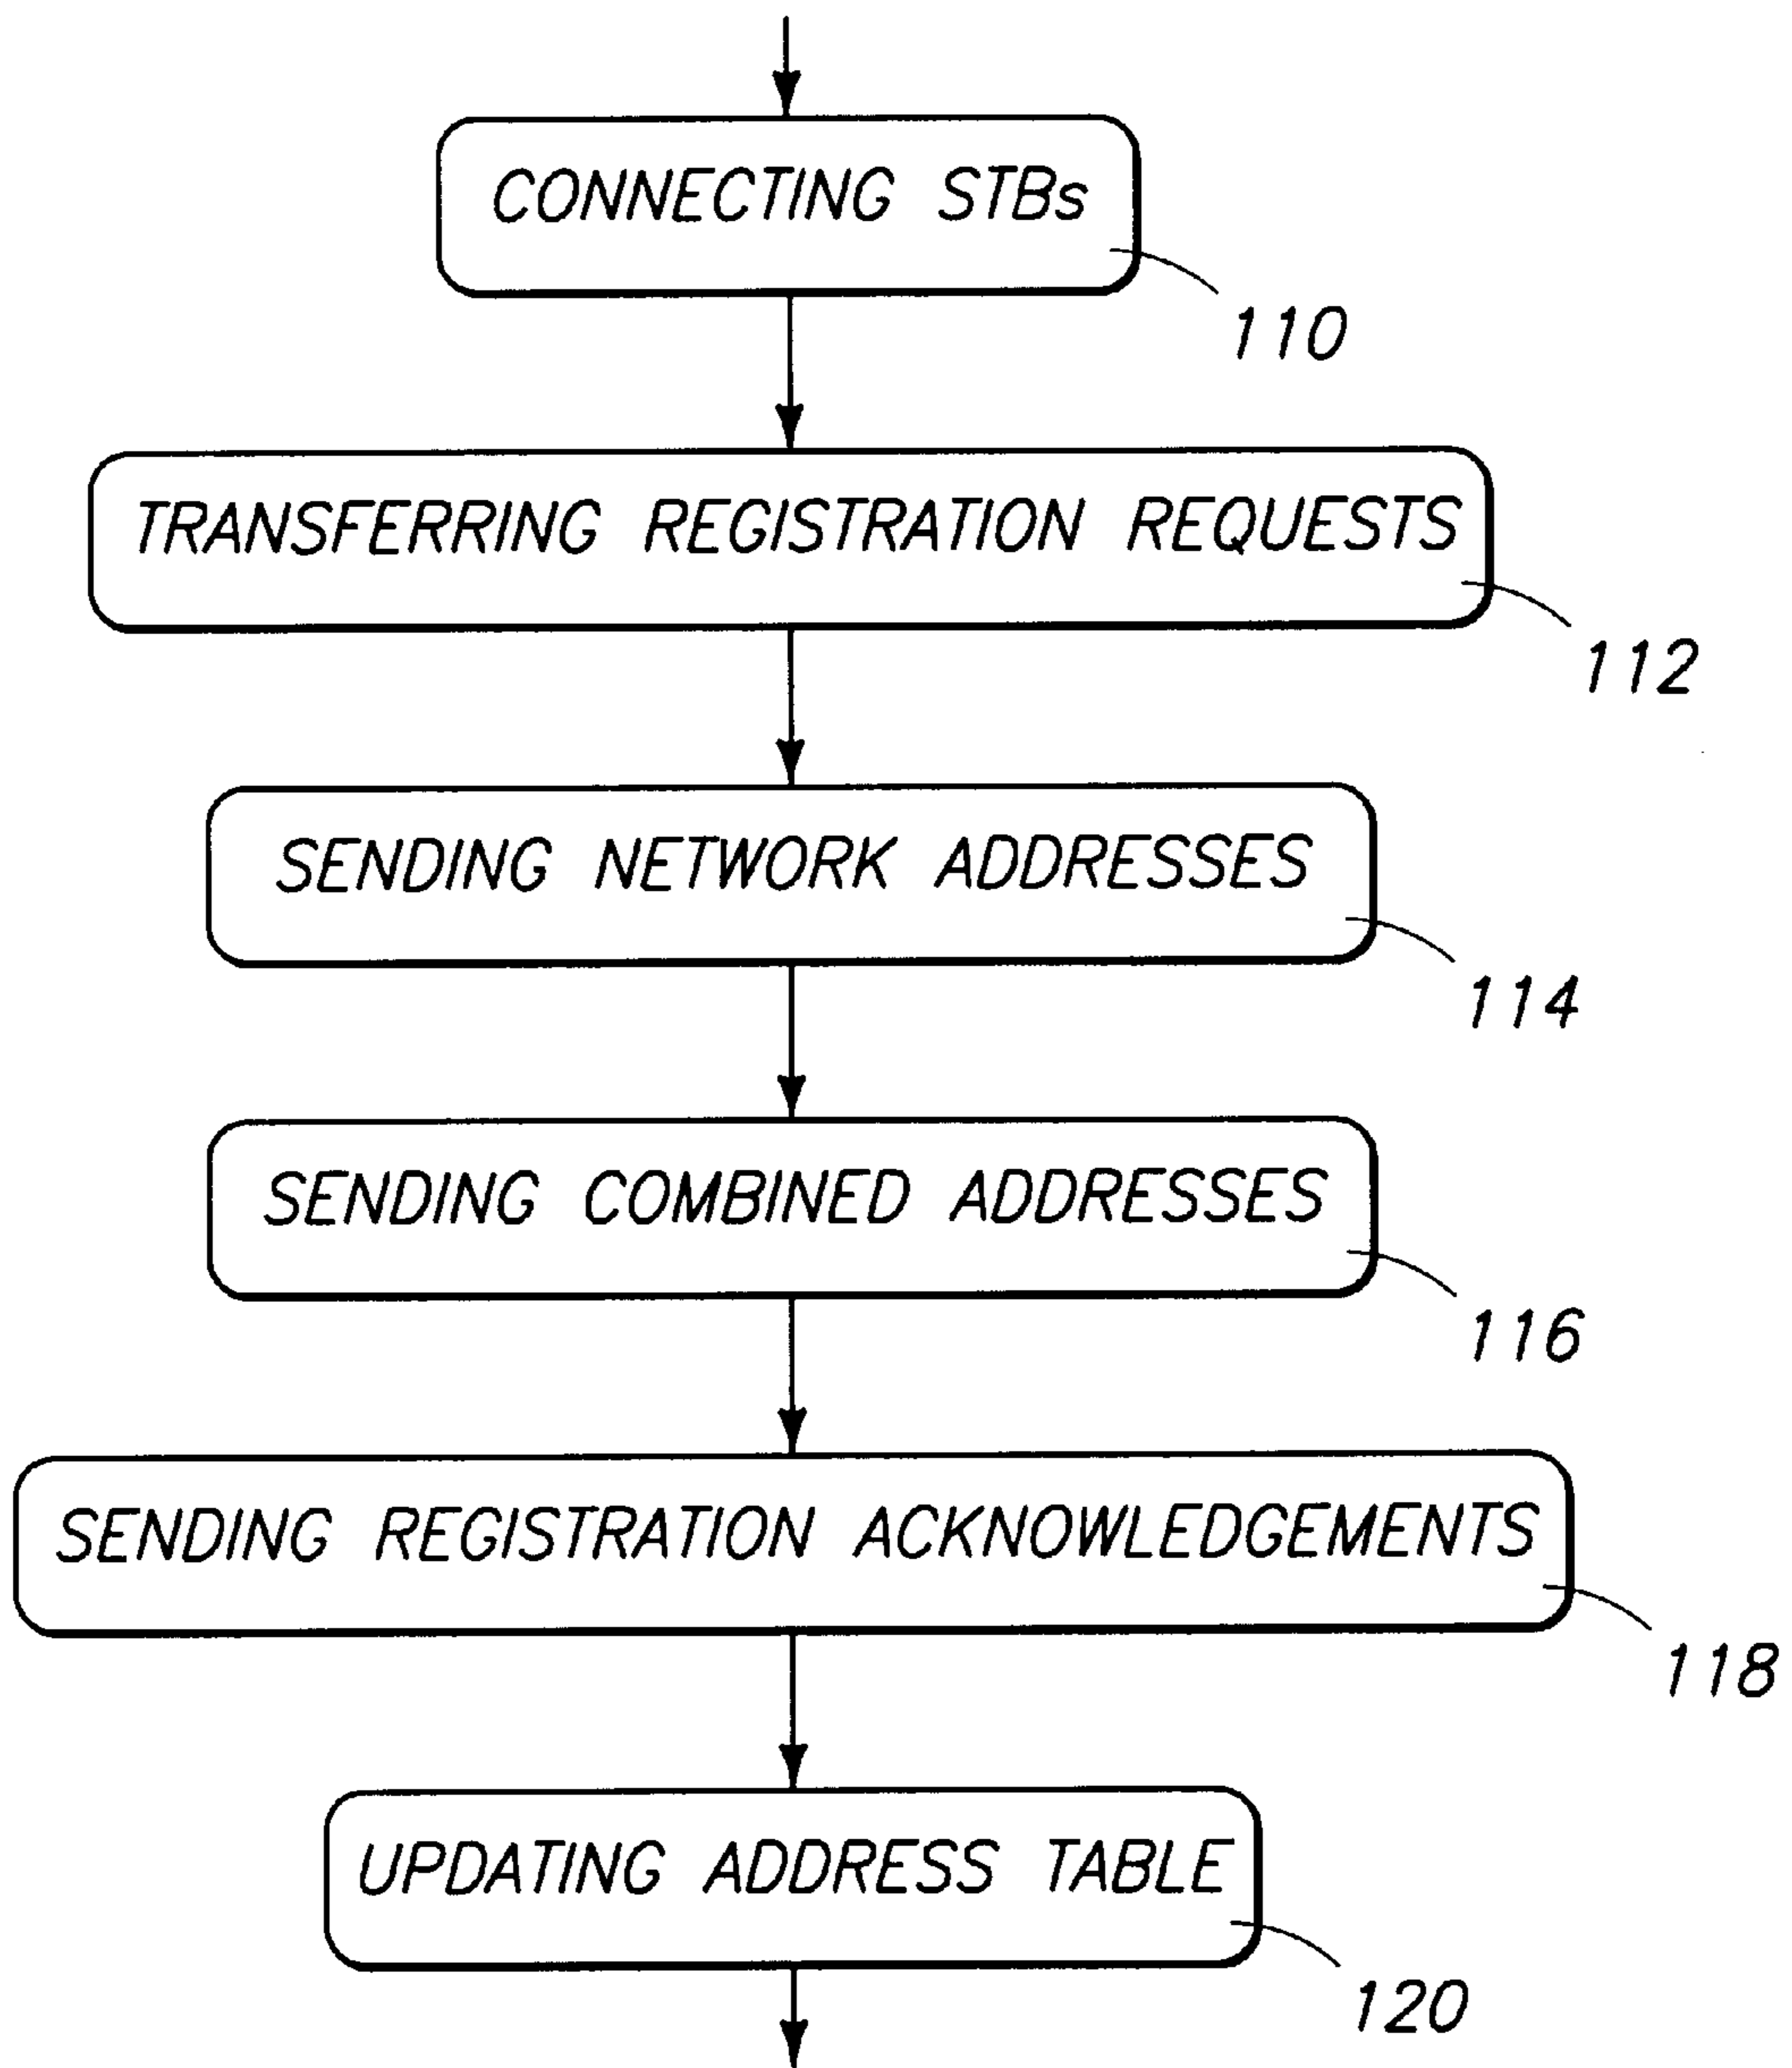 CONNECTING STBs
110
TRANSFERRING REGISTRATION REQUESTS
112
SENDING NETWORK ADDRESSES
114
SENDING COMBINED ADDRESSES
116
SENDING REGISTRATION ACKNOWLEDGEMENTS
118
UPDATING ADDRESS TABLE
120